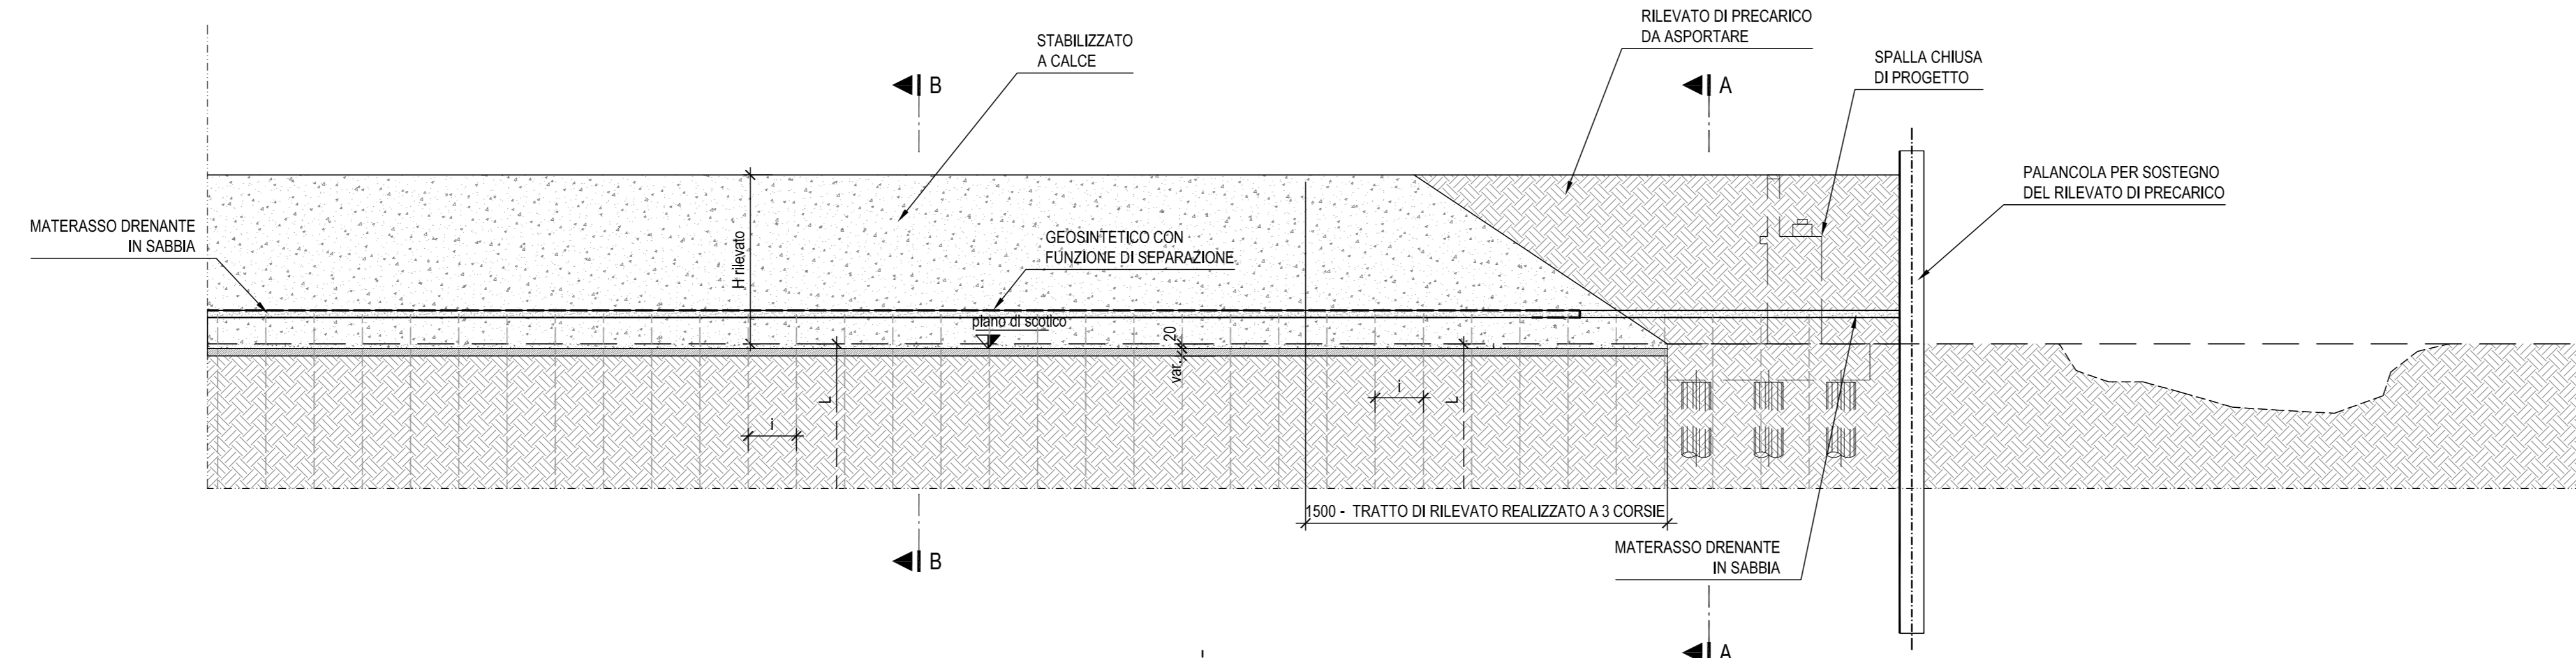 RILEVATO DI PRECARICO
DA ASPORTARE
STABILIZZATO
A CALCE
SPALLA CHIUSA
DI PROGETTO
B
A
PALANCOLA PER SOSTEGNO
DEL RILEVATO DI PRECARICO
MATERASSO DRENANTE
IN SABBIA
H rilevato
GEOSINTETICO CON
FUNZIONE DI SEPARAZIONE
piano di scotico
20
var.
L
i
L
i
1500 - TRATTO DI RILEVATO REALIZZATO A 3 CORSIE
MATERASSO DRENANTE
IN SABBIA
B
A